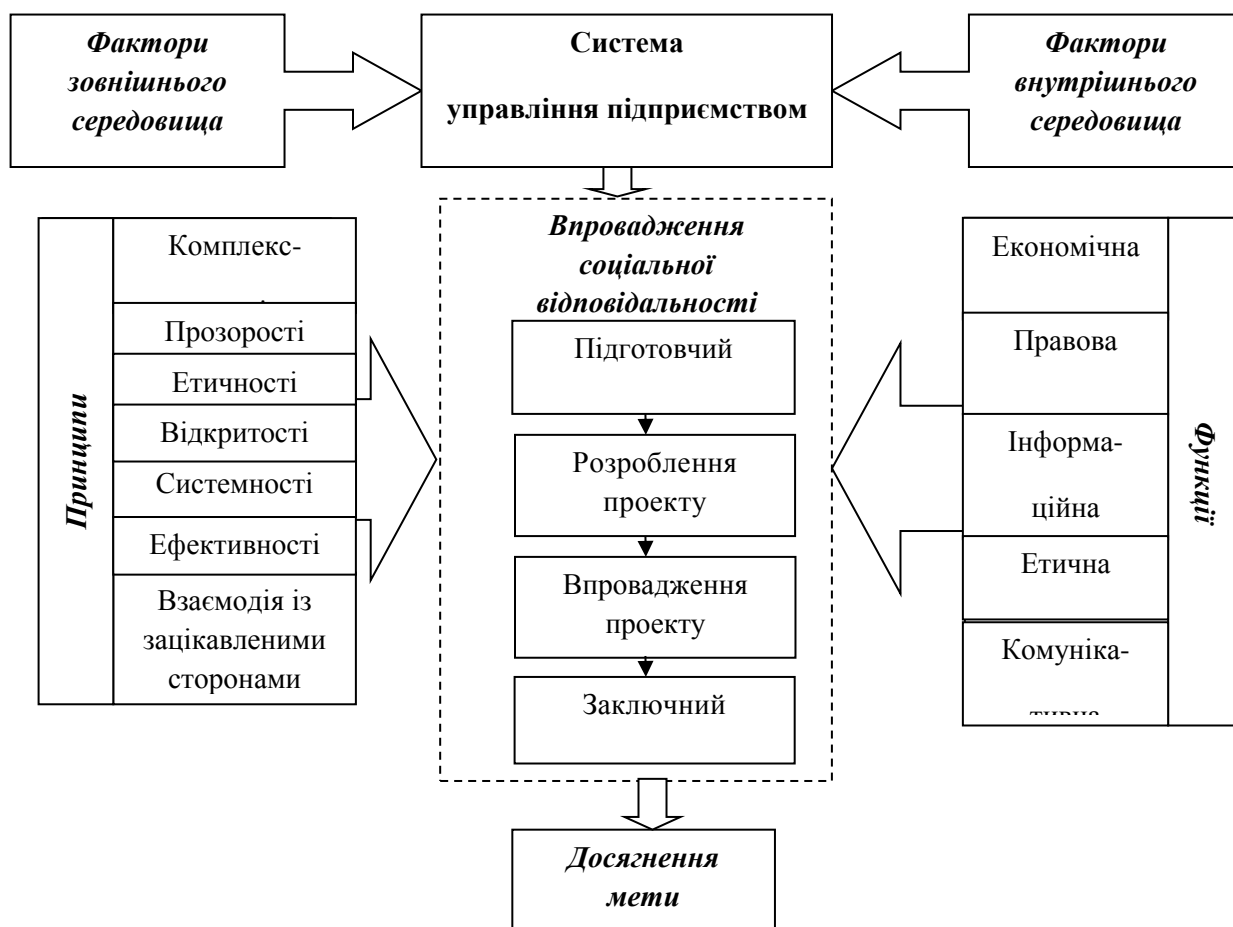 Фактори
зовнішнього
середовища
Система
управління підприємством
Фактори
внутрішнього
середовища
Принципи
Комплекс-
Прозорості
Етичності
Відкритості
Системності
Ефективності
Взаємодія із
зацікавленими
сторонами
Впровадження
соціальної
відповідальності
Підготовчий
Розроблення
проекту
Впровадження
проекту
Заключний
Економічна
Правова
Інформа-
ційна
Етична
Комуніка-
тивна
Функції
Досягнення
мети